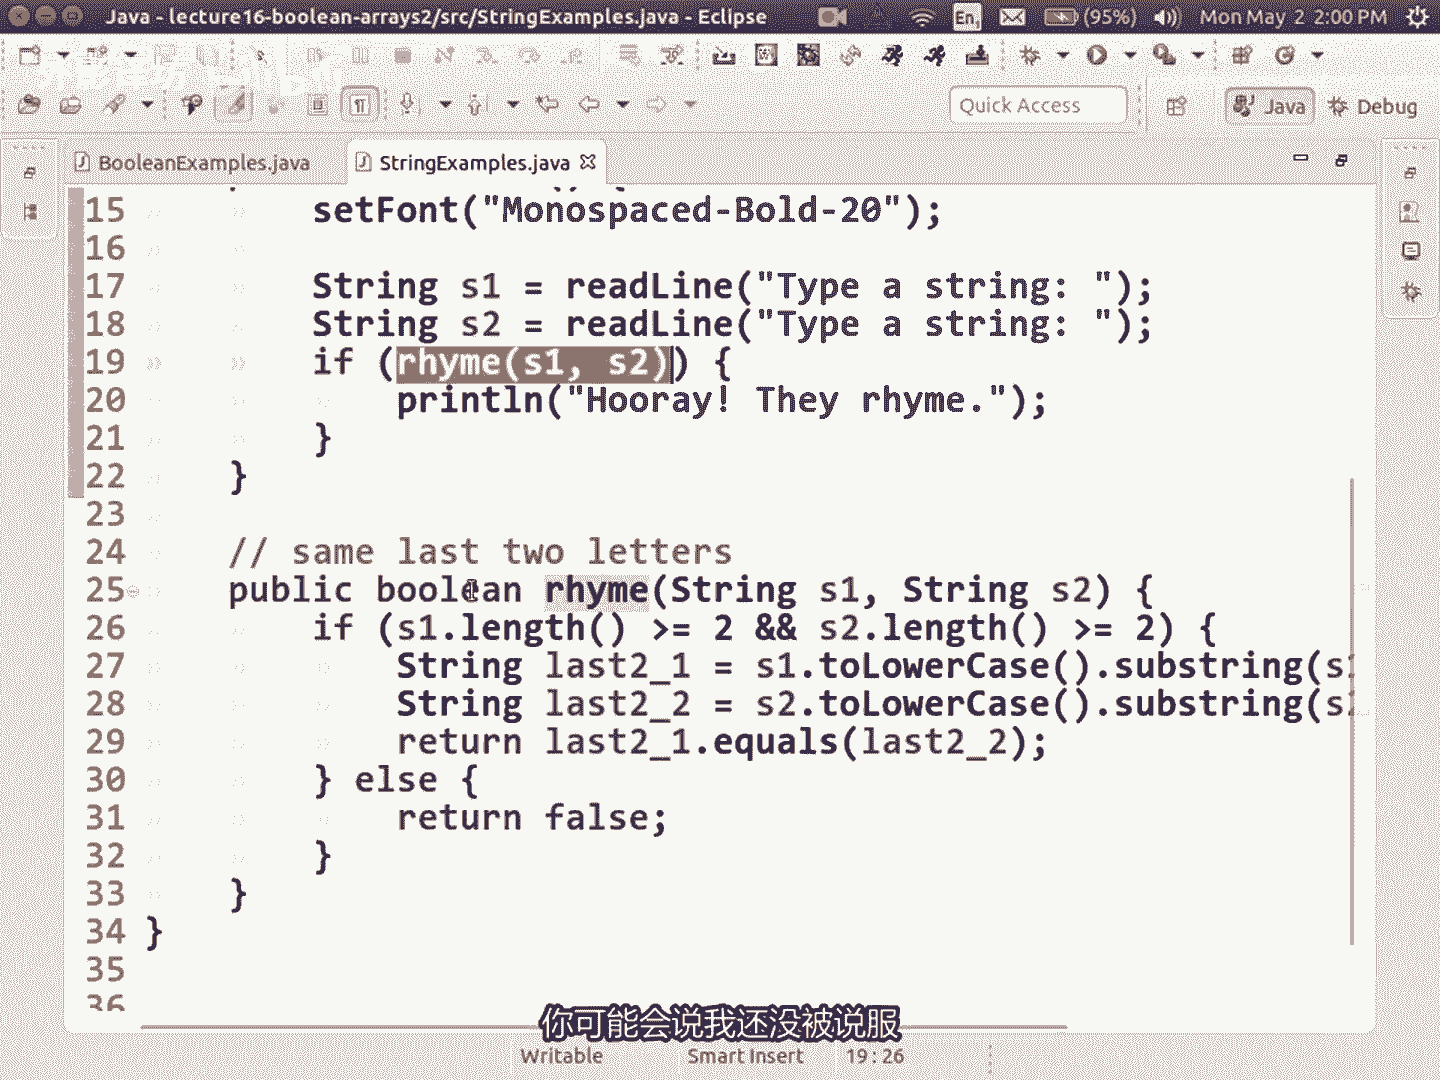 Java - lecture16-boolean-arrays2/src/StringExamples.java - Eclipse
En
(95%)
Mon May 2 2:00 PM
Quick Access
Java
Debug
BooleanExamples.java
StringExamples.java
15 setFont("Monospaced-Bold-20");
16
17 String s1 = readLine("Type a string: ");
18 String s2 = readLine("Type a string: ");
19 if (rhyme(s1, s2)) {
20 println("Hooray! They rhyme.");
21 }
22 }
23
24 // same last two letters
25 public boolean rhyme(String s1, String s2) {
26 if (s1.length() >= 2 && s2.length() >= 2) {
27 String last2_1 = s1.toLowerCase().substring(s1
28 String last2_2 = s2.toLowerCase().substring(s2
29 return last2_1.equals(last2_2);
30 } else {
31 return false;
32 }
33 }
34 }
35
36
你可能会说我还没被说服
Writable
Smart Insert
19 : 26